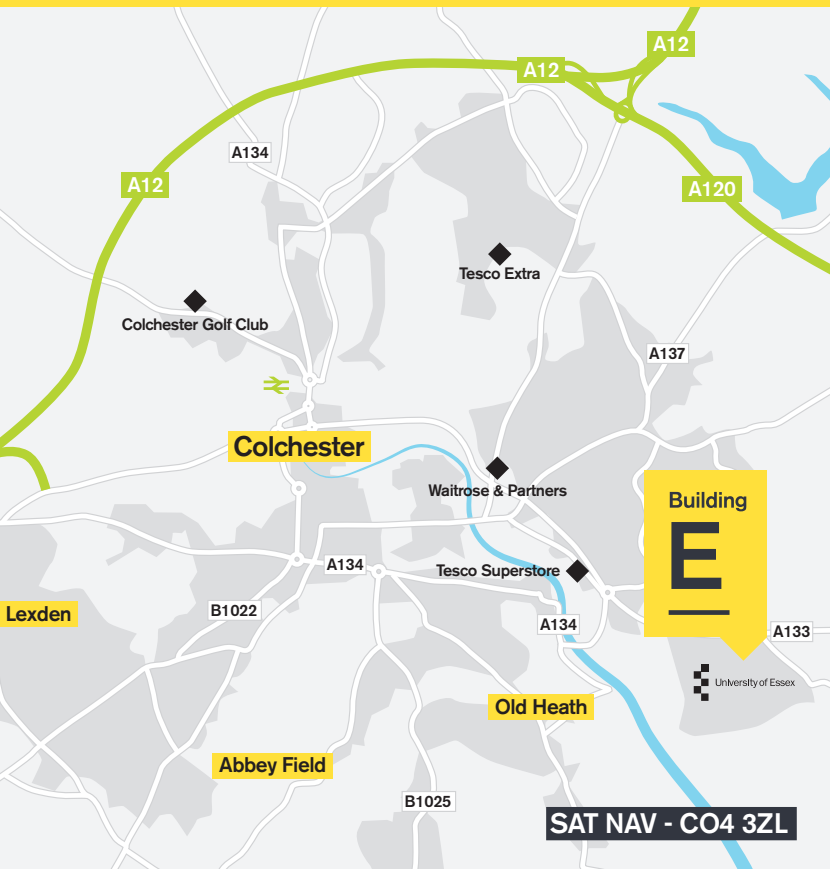 A12
A12
A134
A12
A120
Tesco Extra
Colchester Golf Club
A137
Colchester
Waitrose & Partners
Building
E
A134
Tesco Superstore
Lexden
B1022
A134
A133
University of Essex
Old Heath
Abbey Field
B1025
SAT NAV - CO4 3ZL